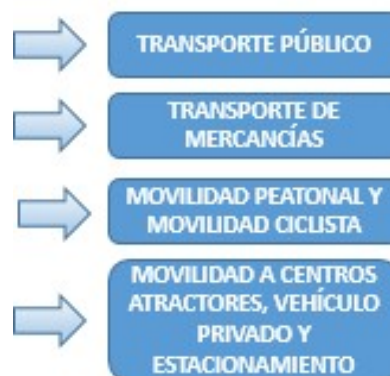 TRANSPORTE PÚBLICO
TRANSPORTE DE
MERCANCÍAS
MOVILIDAD PEATONAL Y
MOVILIDAD CICLISTA
MOVILIDAD A CENTROS
ATRACTORES, VEHÍCULO
PRIVADO Y
ESTACIONAMIENTO